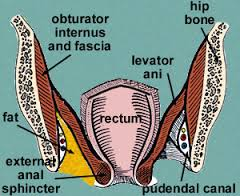 obturator
internus
and fascia
hip
bone
levator
ani
fat
rectum
external
anal
sphincter
pudendal canal